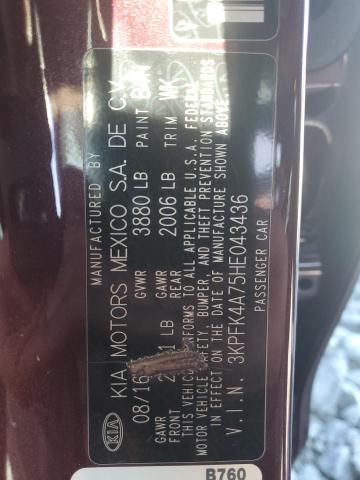 MANUFACTURED BY
KIA MOTORS MEXICO S.A. DE C.V.
KIA
08/16 GVWR 3880 LB PAINT
GAWR FRONT LB GAWR REAR 2006 LB TRIM WK
THIS VEHICLE CONFORMS TO ALL APPLICABLE U.S.A. FEDERAL
MOTOR VEHICLE SAFETY, BUMPER, AND THEFT PREVENTION STANDARDS
IN EFFECT ON THE DATE OF MANUFACTURE SHOWN ABOVE.
V.I.N. 3KPFK4A75HE043436
PASSENGER CAR
B760